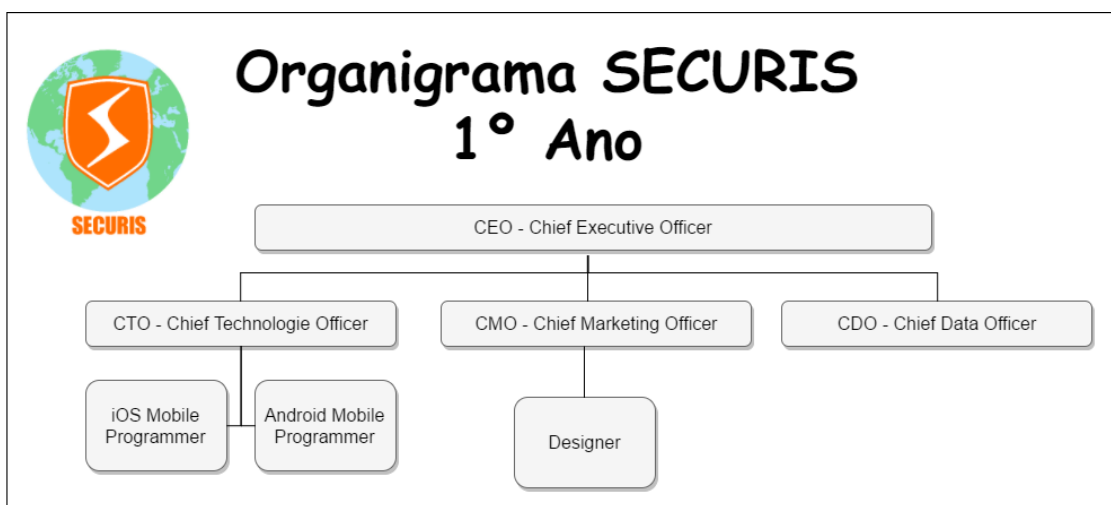 Organigrama SECURIS
1º Ano
SECURIS
CEO - Chief Executive Officer
CTO - Chief Technologie Officer
CMO - Chief Marketing Officer
CDO - Chief Data Officer
iOS Mobile
Programmer
Android Mobile
Programmer
Designer